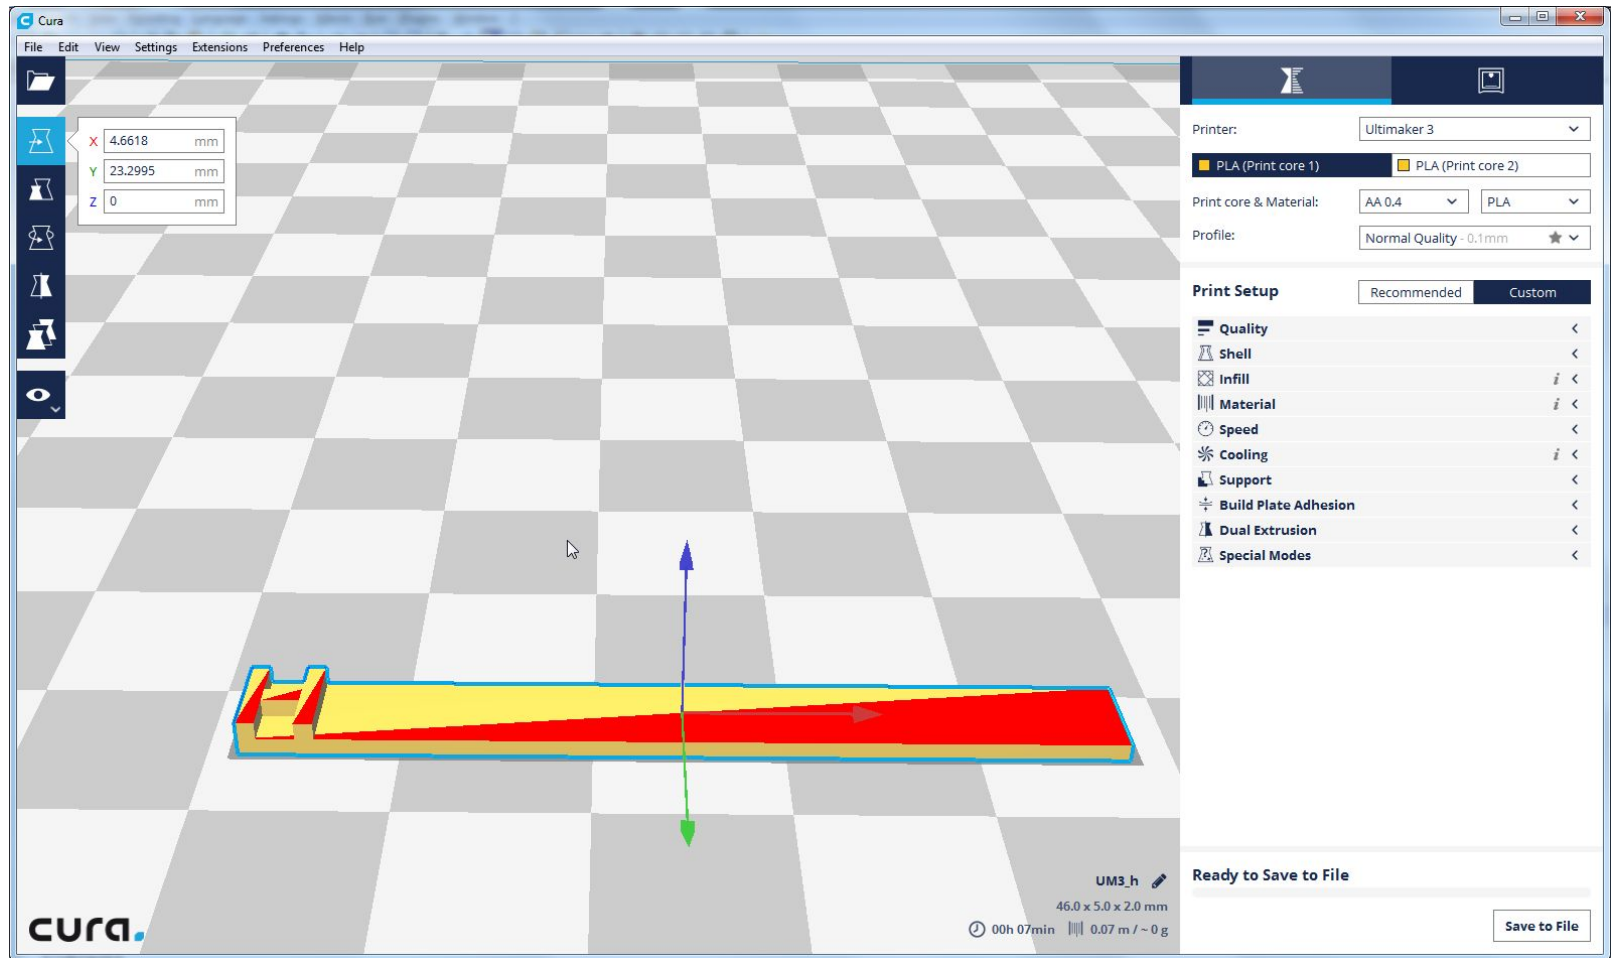 Cura
File Edit View Settings Extensions Preferences Help
X 4.6618 mm
Y 23.2995 mm
Z 0 mm
Printer: Ultimaker 3
PLA (Print core 1) PLA (Print core 2)
Print core & Material: AA 0.4 PLA
Profile: Normal Quality - 0.1mm
Print Setup Recommended Custom
Quality
Shell
Infill i
Material i
Speed
Cooling i
Support
Build Plate Adhesion
Dual Extrusion
Special Modes
UM3_h
46.0 x 5.0 x 2.0 mm
00h 07min 0.07 m / ~ 0 g
Ready to Save to File
Save to File
cura.